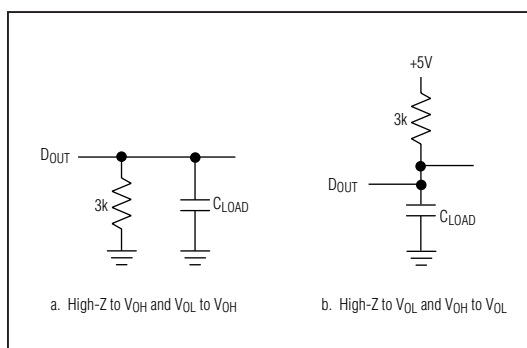 +5V
3k
DOUT
DOUT
3k
CLOAD
CLOAD
a. High-Z to VOH and VOL to VOH
b. High-Z to VOL and VOH to VOL